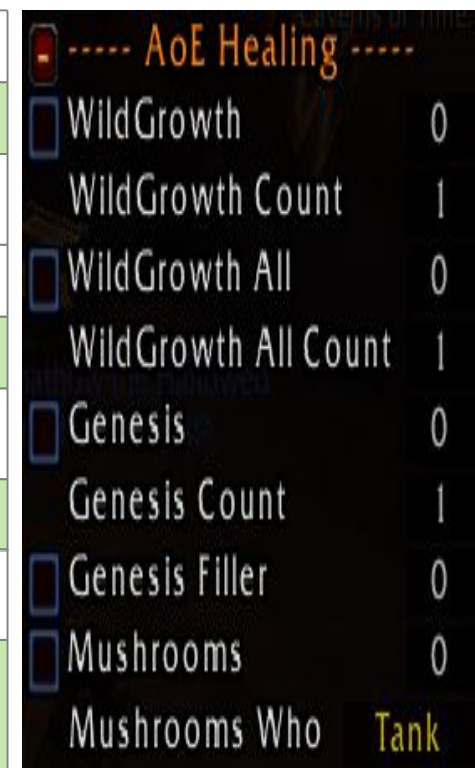 - ----- AoE Healing -----
WildGrowth 0
WildGrowth Count 1
WildGrowth All 0
WildGrowth All Count 1
Genesis 0
Genesis Count 1
Genesis Filler 0
Mushrooms 0
Mushrooms Who Tank